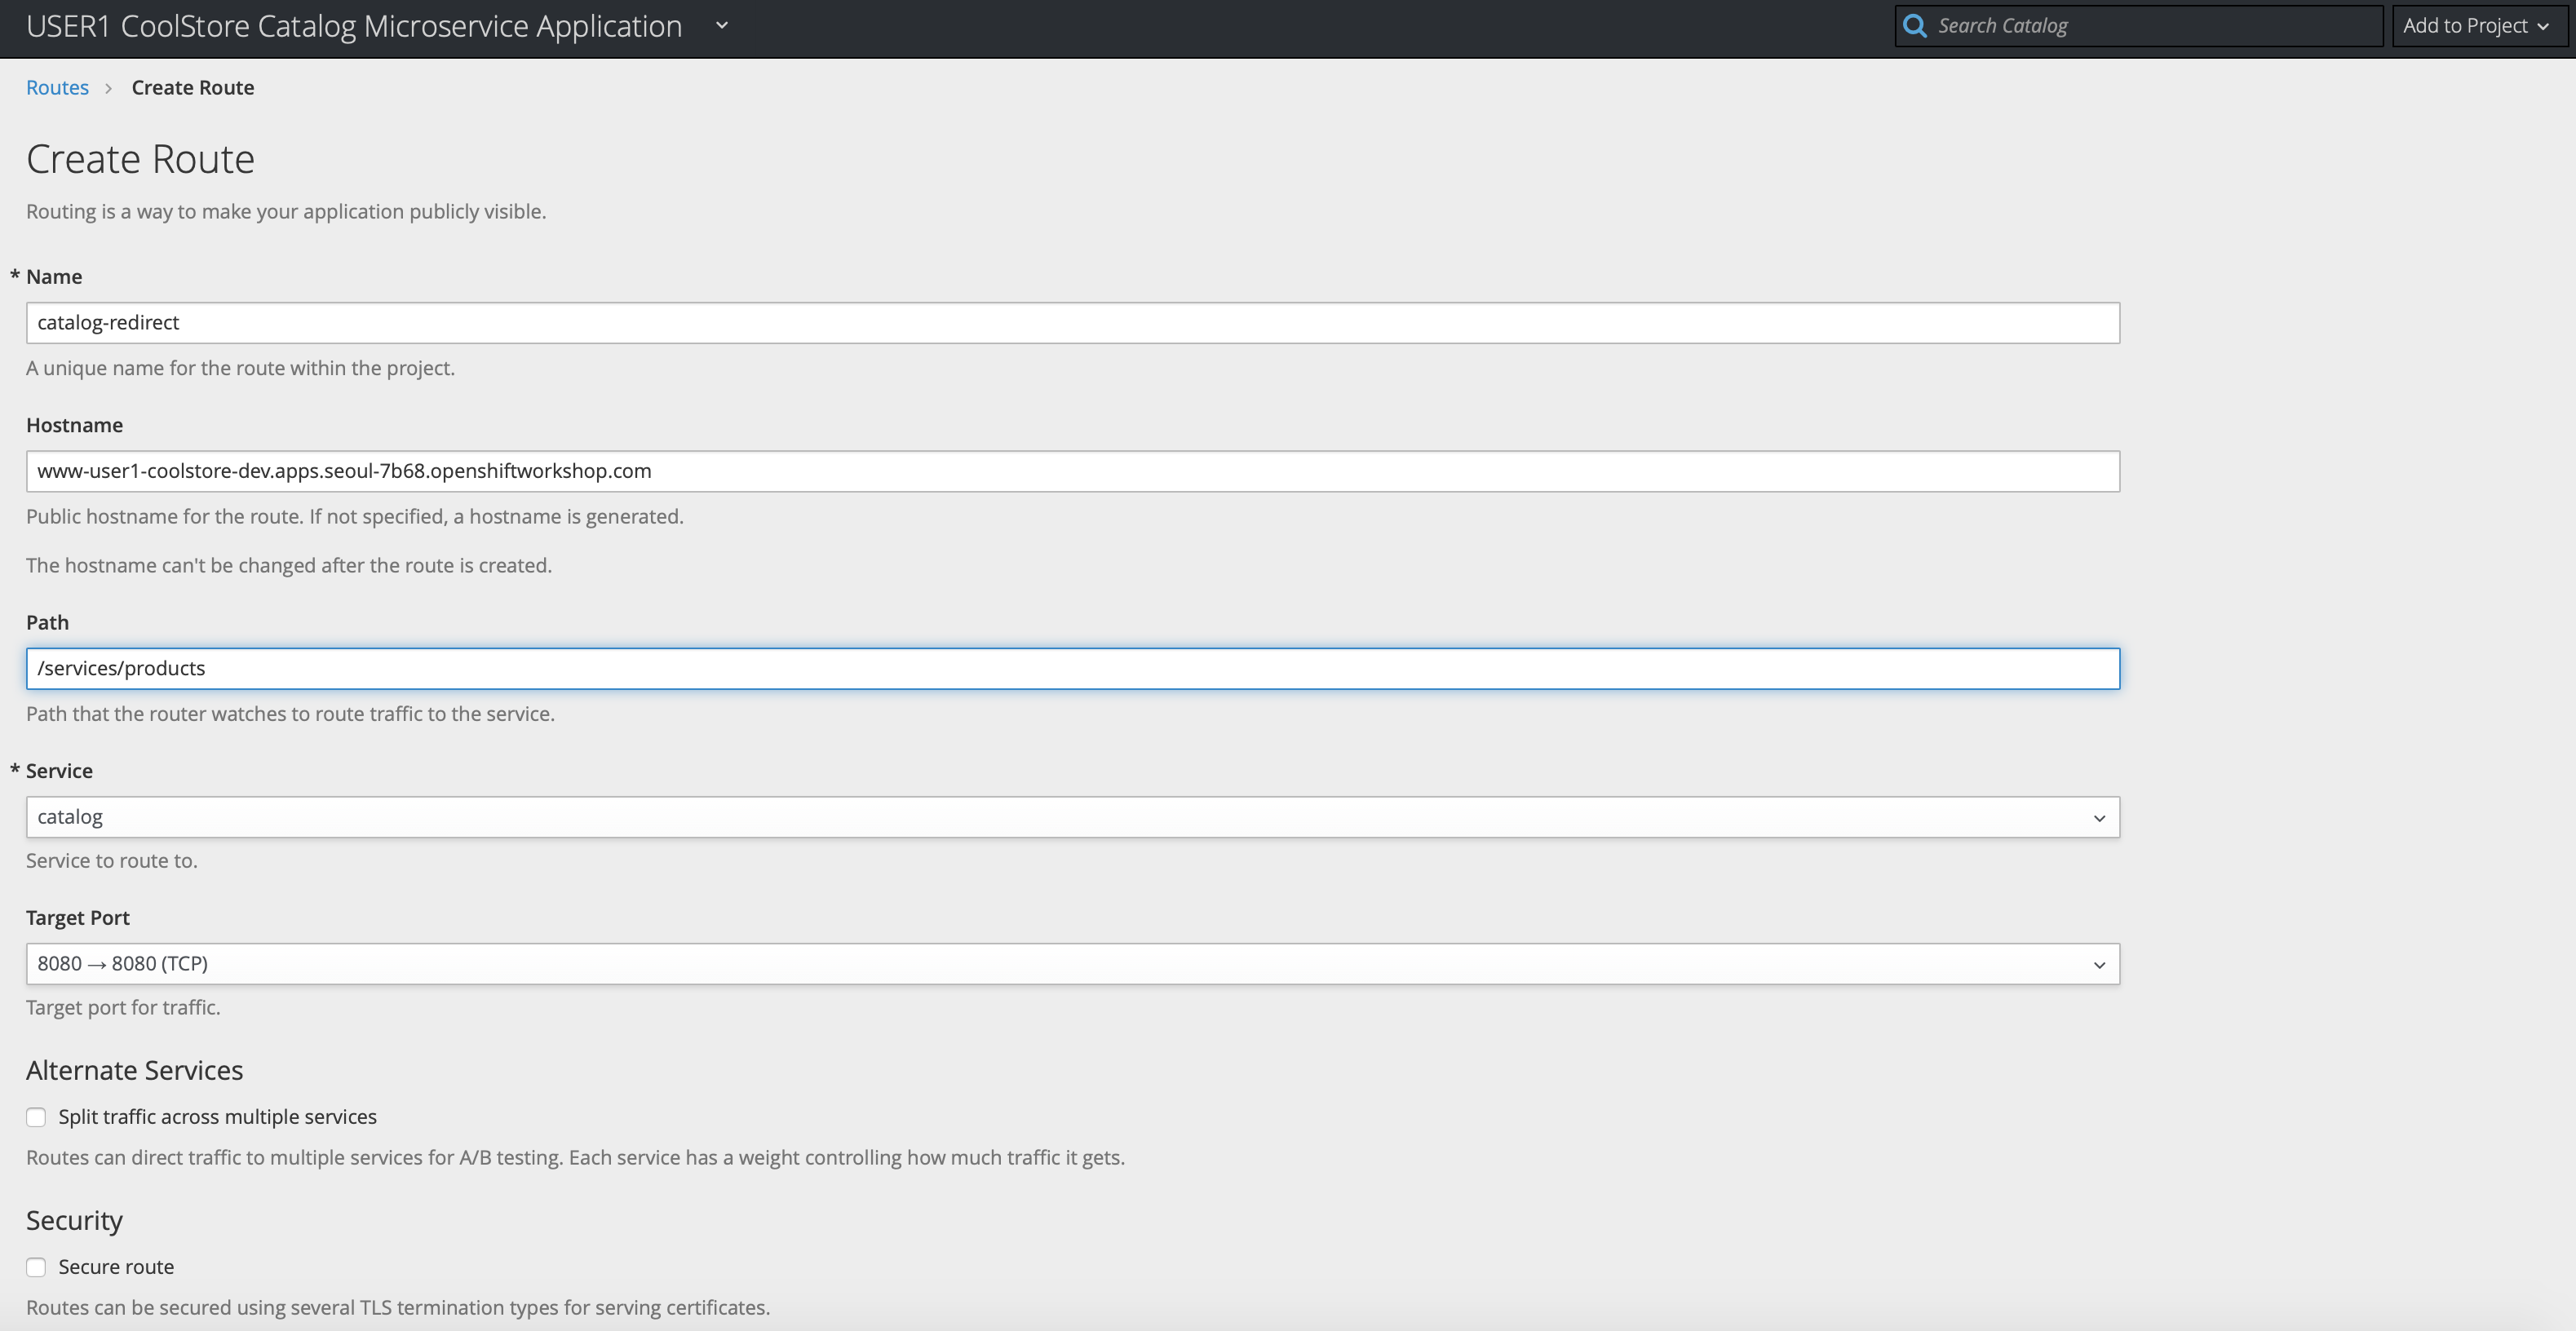 USER1 CoolStore Catalog Microservice Application
Search Catalog
Add to Project
Routes > Create Route
Create Route
Routing is a way to make your application publicly visible.
* Name
catalog-redirect
A unique name for the route within the project.
Hostname
www-user1-coolstore-dev.apps.seoul-7b68.openshiftworkshop.com
Public hostname for the route. If not specified, a hostname is generated.
The hostname can't be changed after the route is created.
Path
/services/products
Path that the router watches to route traffic to the service.
* Service
catalog
Service to route to.
Target Port
8080 → 8080 (TCP)
Target port for traffic.
Alternate Services
Split traffic across multiple services
Routes can direct traffic to multiple services for A/B testing. Each service has a weight controlling how much traffic it gets.
Security
Secure route
Routes can be secured using several TLS termination types for serving certificates.